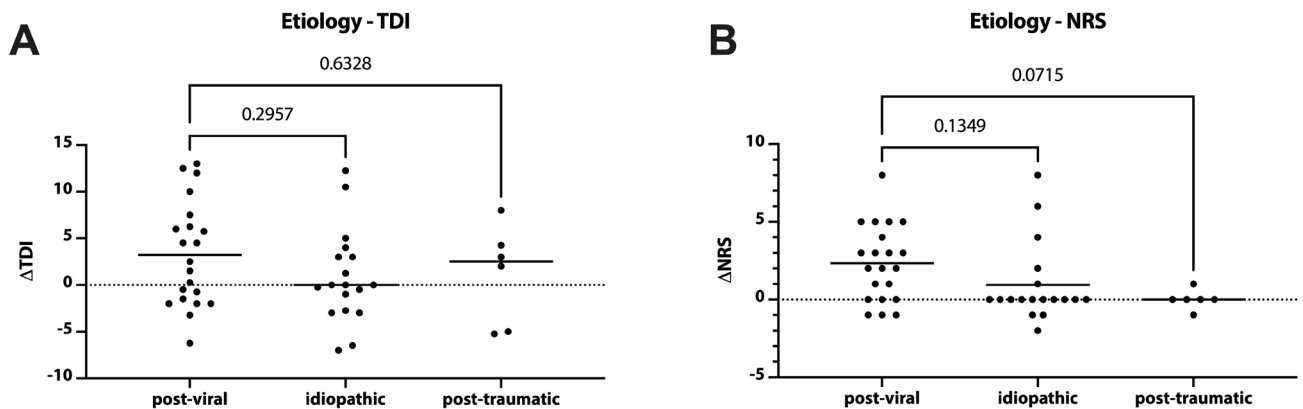 A
Etiology - TDI
0.6328
0.2957
15
10
5
0
-5
-10
ΔTDI
post-viral
idiopathic
post-traumatic
B
Etiology - NRS
0.0715
0.1349
10
5
0
-5
ΔNRS
post-viral
idiopathic
post-traumatic